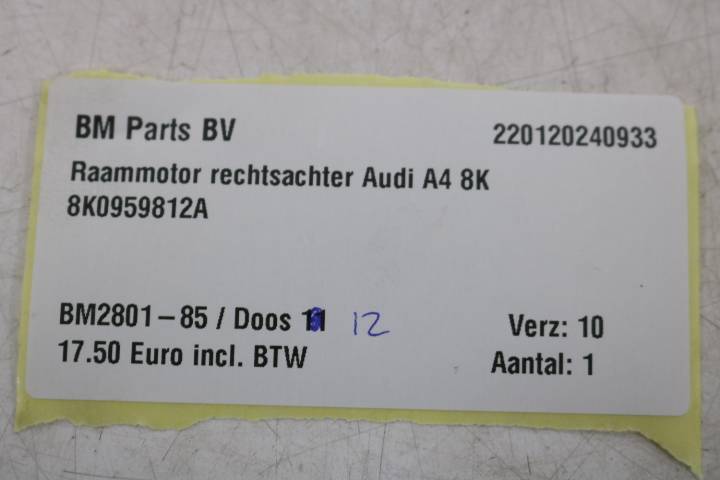 BM Parts BV 220120240933
Raammotor rechtsachter Audi A4 8K
8K0959812A
BM2801-85 / Doos 11 12 Verz: 10
17.50 Euro incl. BTW Aantal: 1